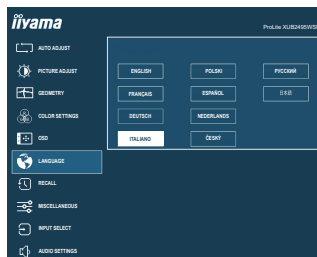 iiyama
ProLite XUB2495WSU
AUTO ADJUST
PICTURE ADJUST
GEOMETRY
COLOR SETTINGS
OSD
LANGUAGE
RECALL
MISCELLANEOUS
INPUT SELECT
AUDIO SETTINGS
ENGLISH
POLSKI
РУССКИЙ
FRANÇAIS
ESPAÑOL
日本語
DEUTSCH
NEDERLANDS
ITALIANO
ČESKÝ